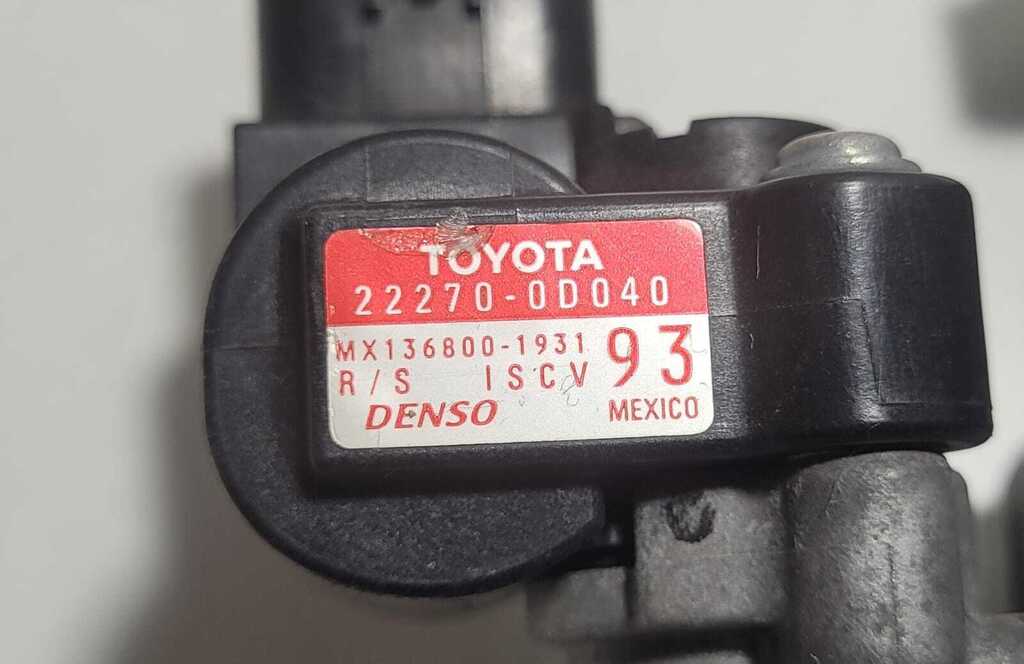 TOYOTA
22270-0D040
MX136800-1931 93
R/S ISCV
DENSO MEXICO